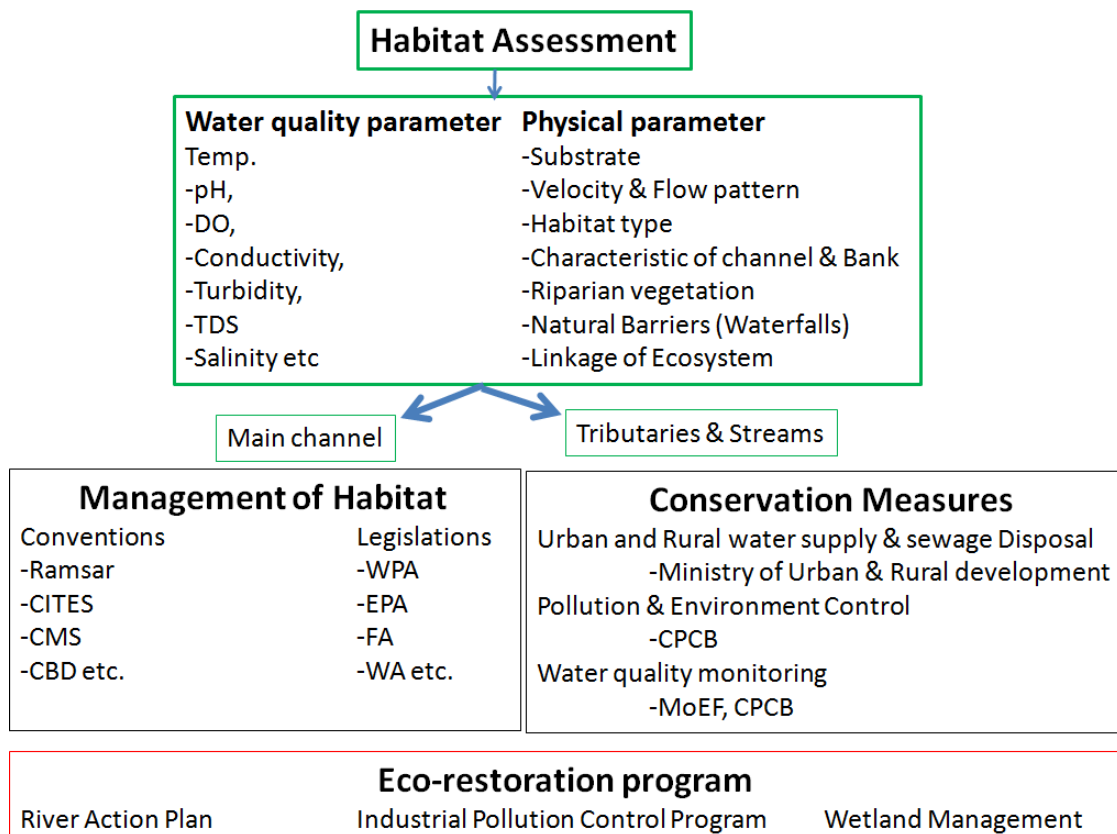 Habitat Assessment
Water quality parameter
Temp.
-pH,
-DO,
-Conductivity,
-Turbidity,
-TDS
-Salinity etc
Physical parameter
-Substrate
-Velocity & Flow pattern
-Habitat type
-Characteristic of channel & Bank
-Riparian vegetation
-Natural Barriers (Waterfalls)
-Linkage of Ecosystem
Main channel
Tributaries & Streams
Management of Habitat
Conventions
-Ramsar
-CITES
-CMS
-CBD etc.
Legislations
-WPA
-EPA
-FA
-WA etc.
Conservation Measures
Urban and Rural water supply & sewage Disposal
-Ministry of Urban & Rural development
Pollution & Environment Control
-CPCB
Water quality monitoring
-MoEF, CPCB
Eco-restoration program
River Action Plan
Industrial Pollution Control Program
Wetland Management